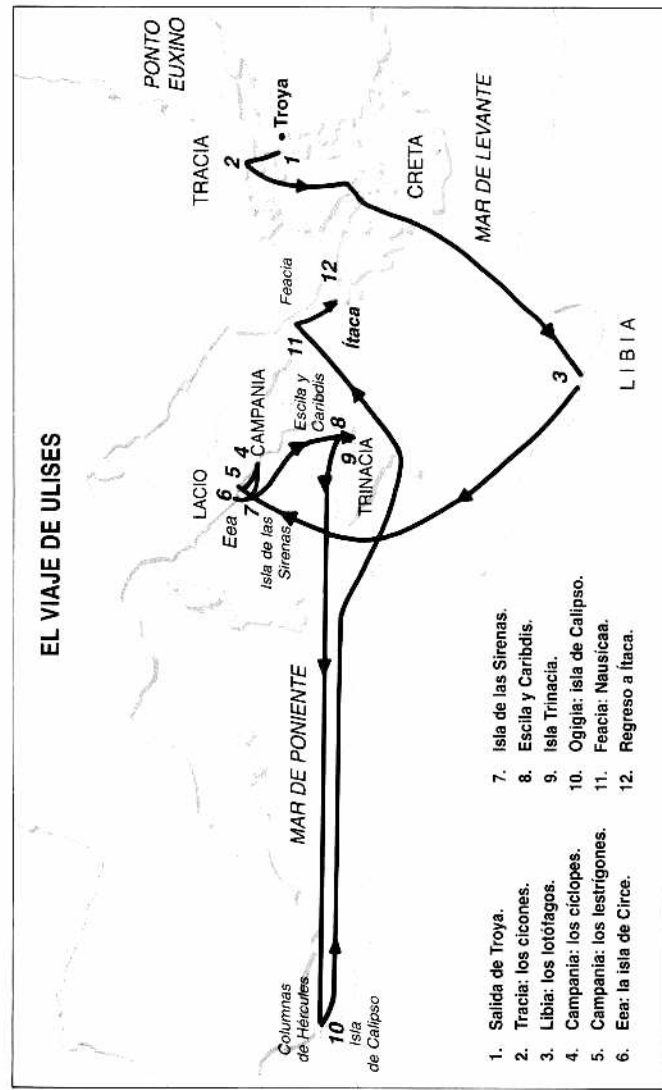 EL VIAJE DE ULISES
PONTO
EUXINO
TRACIA
2
Troya
1
CRETA
MAR DE LEVANTE
Feacia
12
11
Ítaca
LACIO
CAMPANIA
6
5
4
Eea
7
Isla de las
Sirenas
Escila y
Caribdis
8
9
TRINACIA
3
LIBIA
MAR DE PONIENTE
Columnas
de Hércules
10
Isla
de Calipso
1. Salida de Troya.
2. Tracia: los cicones.
3. Libia: los lotófagos.
4. Campania: los cíclopes.
5. Campania: los lestrígones.
6. Eea: la isla de Circe.
7. Isla de las Sirenas.
8. Escila y Caribdis.
9. Isla Trinacia.
10. Ogigia: isla de Calipso.
11. Feacia: Nausícaa.
12. Regreso a Ítaca.